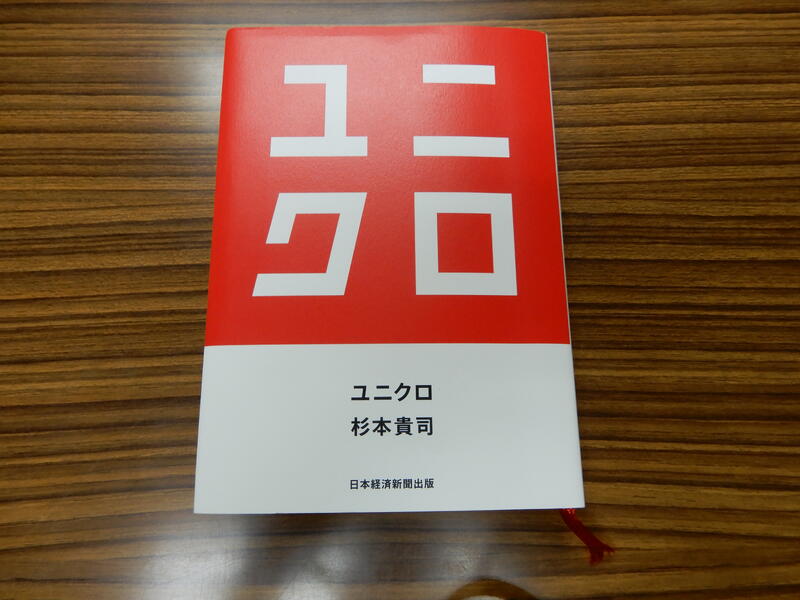 ユニ
クロ
ユニクロ
杉本貴司
日本経済新聞出版